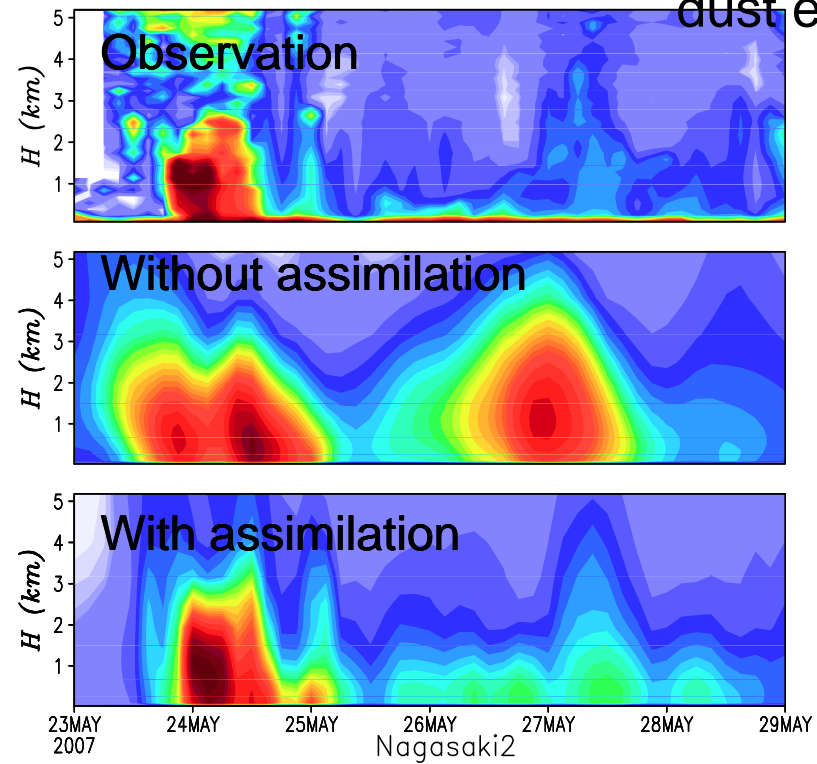 dust e
5
Observation
4
3
2
1
H (km)
5
Without assimilation
4
3
2
1
H (km)
5
With assimilation
4
3
2
1
H (km)
23MAY 24MAY 25MAY 26MAY 27MAY 28MAY 29MAY
2007
Nagasaki2